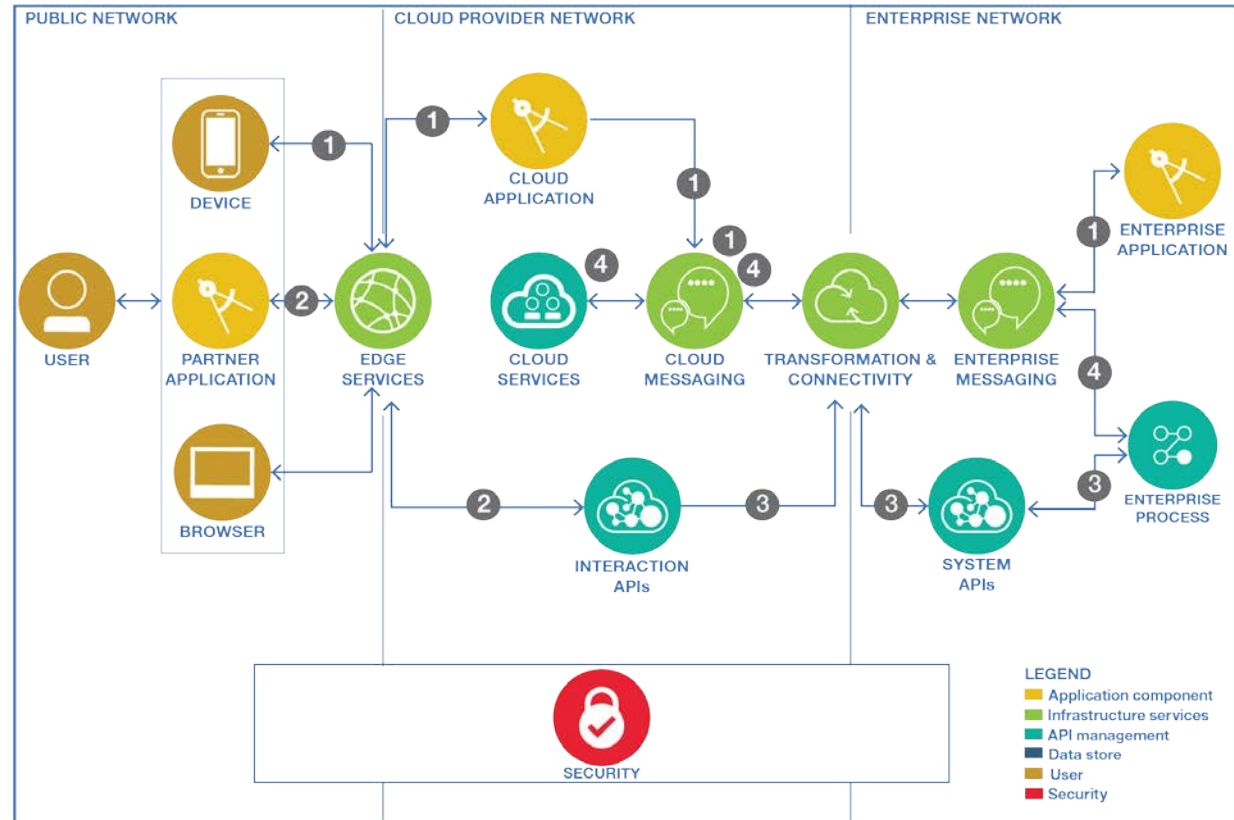 PUBLIC NETWORK
CLOUD PROVIDER NETWORK
ENTERPRISE NETWORK
1
DEVICE
1
CLOUD
APPLICATION
1
1
ENTERPRISE
APPLICATION
USER
PARTNER
APPLICATION
2
EDGE
SERVICES
4
CLOUD
SERVICES
1
4
CLOUD
MESSAGING
TRANSFORMATION &
CONNECTIVITY
ENTERPRISE
MESSAGING
4
BROWSER
2
INTERACTION
APIs
3
3
SYSTEM
APIs
3
ENTERPRISE
PROCESS
SECURITY
LEGEND
Application component
Infrastructure services
API management
Data store
User
Security